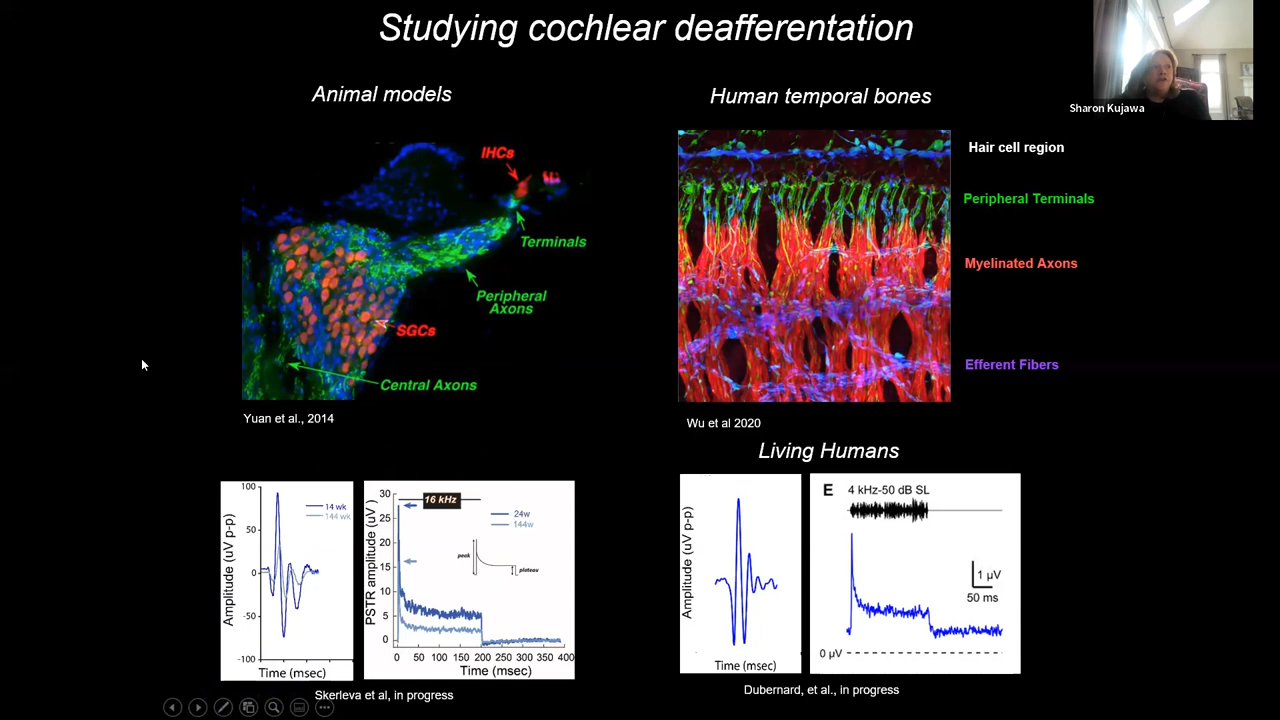 Studying cochlear deafferentation
Sharon Kujawa
Animal models
IHCs
Terminals
Peripheral
Axons
SGCs
Central Axons
Yuan et al., 2014
Human temporal bones
Hair cell region
Peripheral Terminals
Myelinated Axons
Efferent Fibers
Wu et al 2020
Amplitude (uV p-p)
100
50
0
-50
-100
14 wk
144 wk
Time (msec)
PSTR amplitude (uV )
30
25
20
15
10
5
0
16 kHz
24w
144w
peak
plateau
0 50 100 150 200 250 300 350 400
Time (msec)
Skerleva et al, in progress
Living Humans
Amplitude (uV p-p)
Time (msec)
E
4 kHz-50 dB SL
1 µV
50 ms
0 µV
Dubernard, et al., in progress